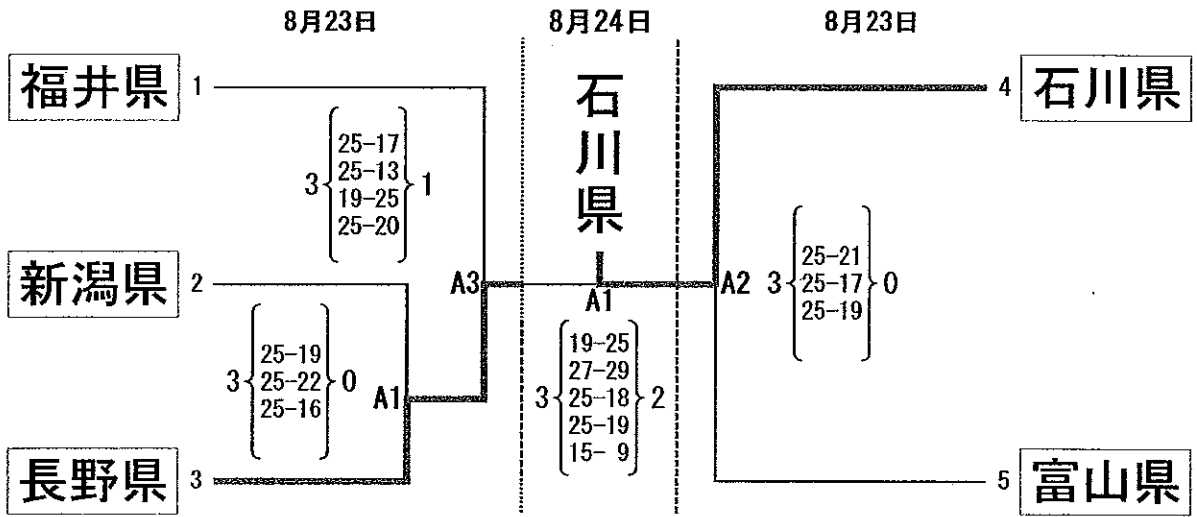 8月23日
8月24日
8月23日
福井県 1
石川県
4 石川県
25-17
25-13
3 19-25 1
25-20
新潟県 2
A3
A1
A2
25-21
3 25-17 0
25-19
25-19
3 25-22 0
25-16
A1
19-25
27-29
3 25-18 2
25-19
15- 9
長野県 3
5 富山県